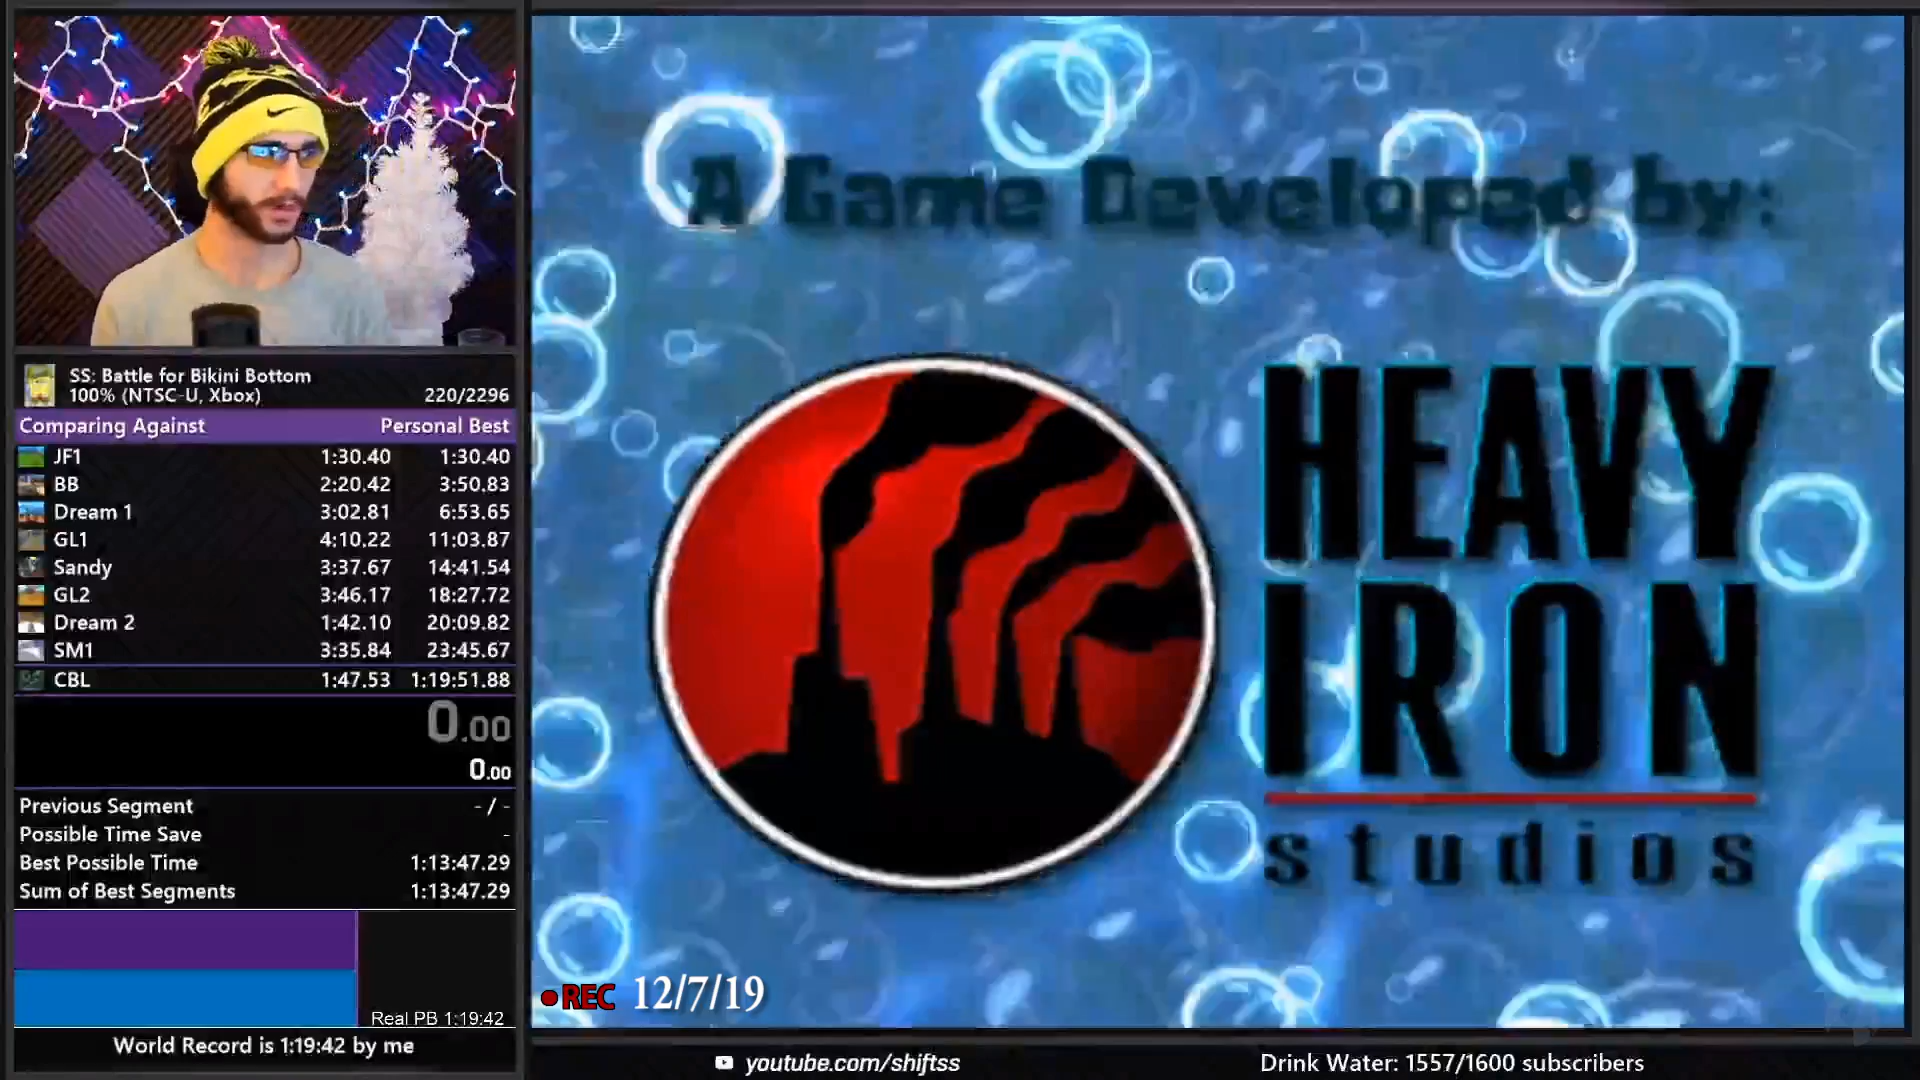 SS: Battle for Bikini Bottom
100% (NTSC-U, Xbox) 220/2296
Comparing Against Personal Best
JF1 1:30.40 1:30.40
BB 2:20.42 3:50.83
Dream 1 3:02.81 6:53.65
GL1 4:10.22 11:03.87
Sandy 3:37.67 14:41.54
GL2 3:46.17 18:27.72
Dream 2 1:42.10 20:09.82
SM1 3:35.84 23:45.67
CBL 1:47.53 1:19:51.88
0.00
0.00
Previous Segment - / -
Possible Time Save -
Best Possible Time 1:13:47.29
Sum of Best Segments 1:13:47.29
Real PB 1:19:42
World Record is 1:19:42 by me
A Game Developed by:
HEAVY
IRON
studios
REC 12/7/19
youtube.com/shiftss
Drink Water: 1557/1600 subscribers